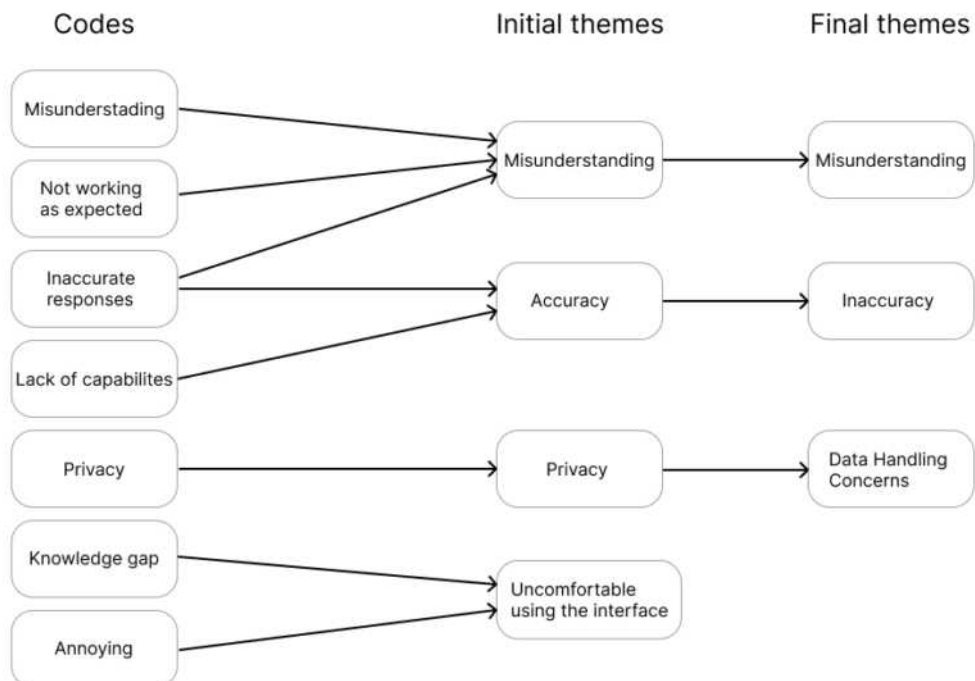 Codes
Initial themes
Final themes
Misunderstading
Not working
as expected
Inaccurate
responses
Lack of capabilites
Privacy
Knowledge gap
Annoying
Misunderstanding
Accuracy
Privacy
Uncomfortable
using the interface
Misunderstanding
Inaccuracy
Data Handling
Concerns